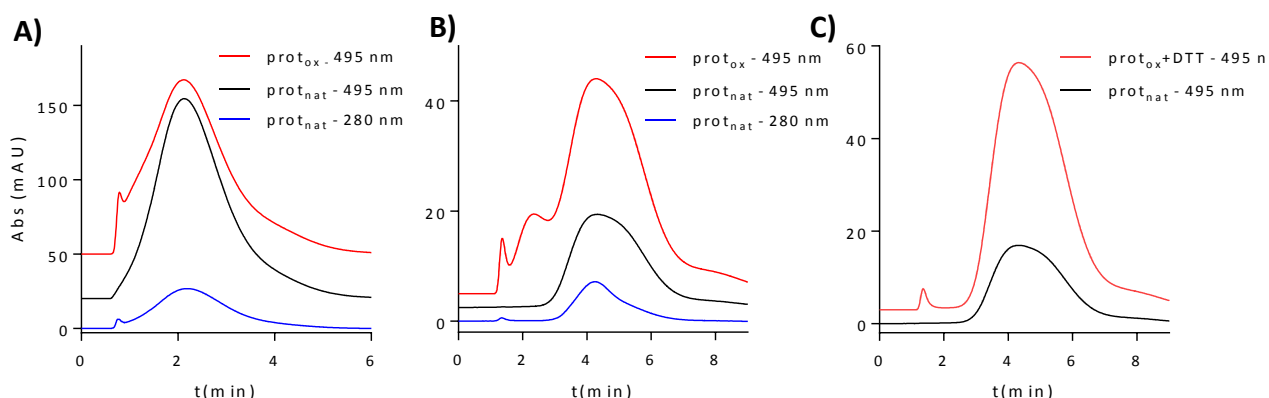 A)
prot_ox - 495 nm
prot_nat - 495 nm
prot_nat - 280 nm
Abs (mAU)
150
100
50
0
0 2 4 6
t(min)
B)
prot_ox - 495 nm
prot_nat - 495 nm
prot_nat - 280 nm
40
20
0
0 2 4 6 8
t(min)
C)
prot_ox+DTT - 495 n
prot_nat - 495 nm
60
40
20
0
0 2 4 6 8
t(min)